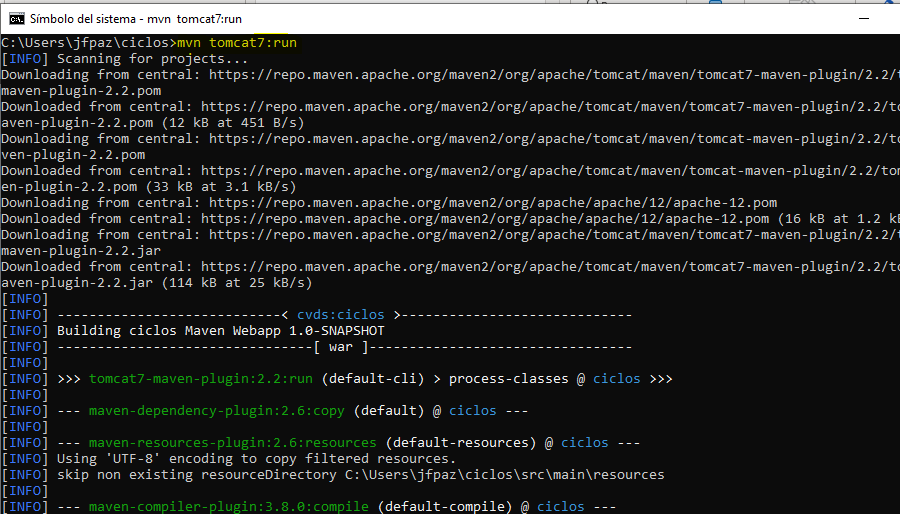 Símbolo del sistema - mvn tomcat7:run
C:\Users\jfpaz\ciclos>mvn tomcat7:run
[INFO] Scanning for projects...
Downloading from central: https://repo.maven.apache.org/maven2/org/apache/tomcat/maven/tomcat7-maven-plugin/2.2/t
maven-plugin-2.2.pom
Downloaded from central: https://repo.maven.apache.org/maven2/org/apache/tomcat/maven/tomcat7-maven-plugin/2.2/to
aven-plugin-2.2.pom (12 kB at 451 B/s)
Downloading from central: https://repo.maven.apache.org/maven2/org/apache/tomcat/maven/tomcat-maven-plugin/2.2/to
ven-plugin-2.2.pom
Downloaded from central: https://repo.maven.apache.org/maven2/org/apache/tomcat/maven/tomcat-maven-plugin/2.2/tom
en-plugin-2.2.pom (33 kB at 3.1 kB/s)
Downloading from central: https://repo.maven.apache.org/maven2/org/apache/apache/12/apache-12.pom
Downloaded from central: https://repo.maven.apache.org/maven2/org/apache/apache/12/apache-12.pom (16 kB at 1.2 kB
Downloading from central: https://repo.maven.apache.org/maven2/org/apache/tomcat/maven/tomcat7-maven-plugin/2.2/t
maven-plugin-2.2.jar
Downloaded from central: https://repo.maven.apache.org/maven2/org/apache/tomcat/maven/tomcat7-maven-plugin/2.2/to
aven-plugin-2.2.jar (114 kB at 25 kB/s)
[INFO]
[INFO] ----------------------------< cvds:ciclos >-----------------------------
[INFO] Building ciclos Maven Webapp 1.0-SNAPSHOT
[INFO] --------------------------------[ war ]---------------------------------
[INFO]
[INFO] >>> tomcat7-maven-plugin:2.2:run (default-cli) > process-classes @ ciclos >>>
[INFO]
[INFO] --- maven-dependency-plugin:2.6:copy (default) @ ciclos ---
[INFO]
[INFO] --- maven-resources-plugin:2.6:resources (default-resources) @ ciclos ---
[INFO] Using 'UTF-8' encoding to copy filtered resources.
[INFO] skip non existing resourceDirectory C:\Users\jfpaz\ciclos\src\main\resources
[INFO]
[INFO] --- maven-compiler-plugin:3.8.0:compile (default-compile) @ ciclos ---